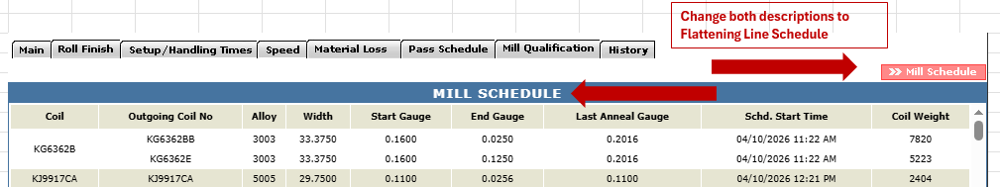 Change both descriptions to
Flattening Line Schedule
Main Roll Finish Setup/Handling Times Speed Material Loss Pass Schedule Mill Qualification History
>> Mill Schedule
MILL SCHEDULE
Coil Outgoing Coil No Alloy Width Start Gauge End Gauge Last Anneal Gauge Schd. Start Time Coil Weight
KG6362B KG6362BB 3003 33.3750 0.1600 0.0250 0.2016 04/10/2026 11:22 AM 7820
KG6362E 3003 33.3750 0.1600 0.1250 0.2016 04/10/2026 11:22 AM 5223
KJ9917CA KJ9917CA 5005 29.7500 0.1100 0.0256 0.1100 04/10/2026 12:21 PM 2404